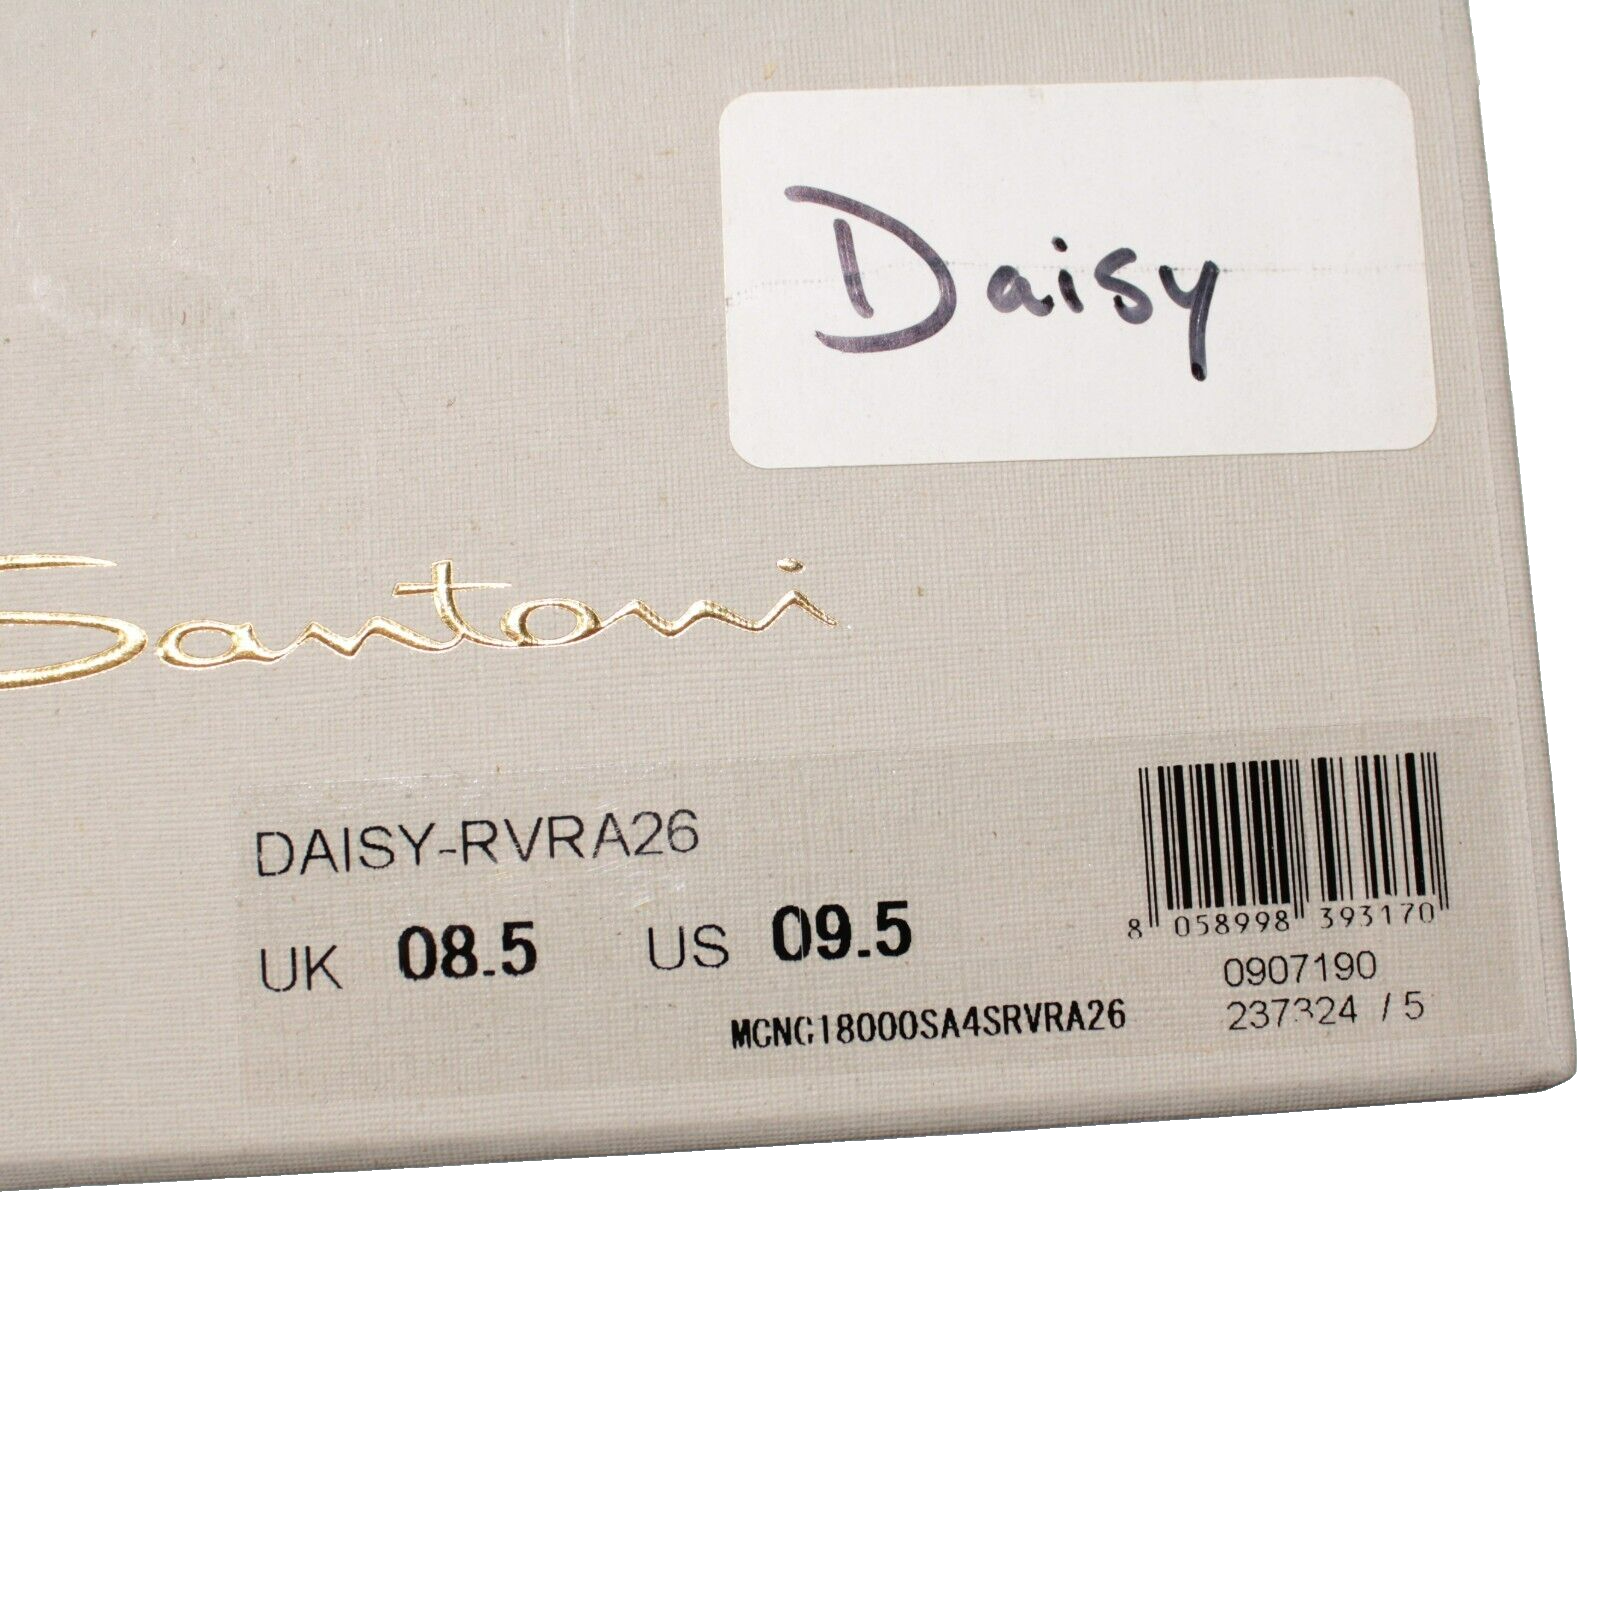 Daisy
Santoni
DAISY-RVRA26
UK 08.5 US 09.5
8 058998 393170
0907190
237324 / 5
MCNC18000SA4SRVRA26